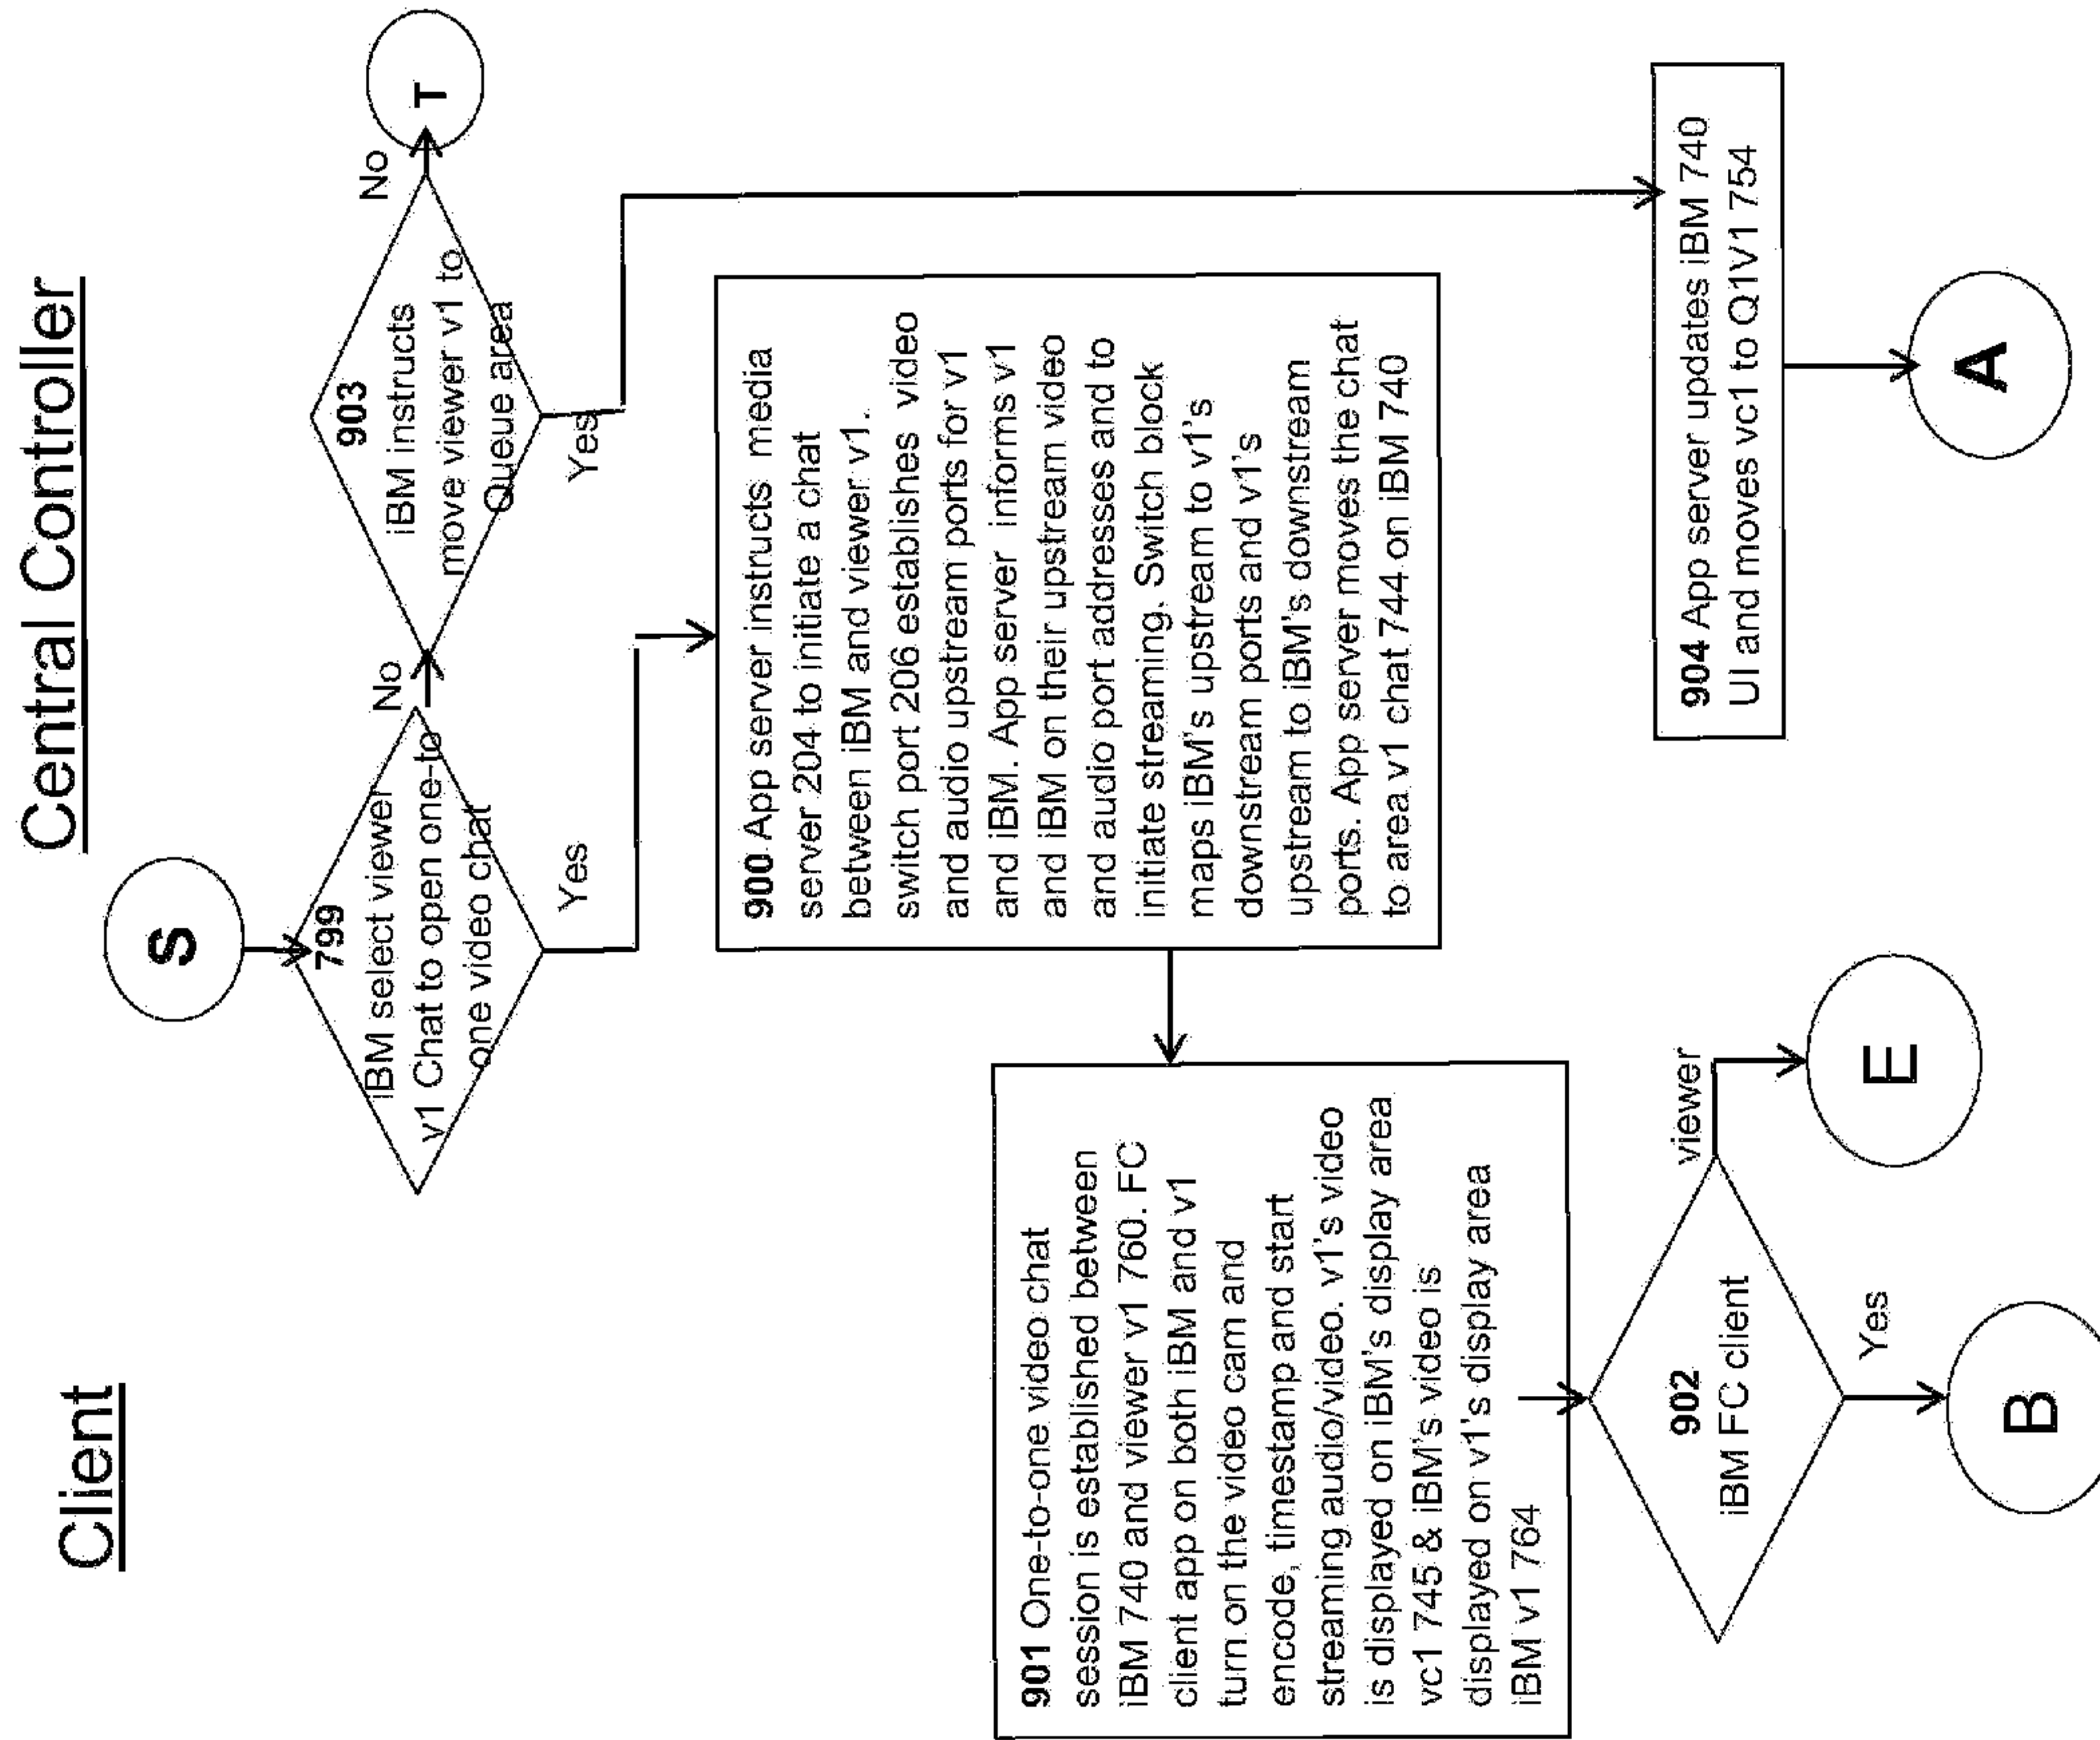 Client
Central Controller
S
799
iBM select viewer
v1 Chat to open one-to
one video chat
No
Yes
903
iBM instructs
move viewer v1 to
Queue area
No
Yes
T
900 App server instructs media
server 204 to initiate a chat
between iBM and viewer v1.
switch port 206 establishes video
and audio upstream ports for v1
and iBM. App server informs v1
and iBM on their upstream video
and audio port addresses and to
initiate streaming. Switch block
maps iBM's upstream to v1's
downstream ports and v1's
upstream to iBM's downstream
ports. App server moves the chat
to area v1 chat 744 on iBM 740
901 One-to-one video chat
session is established between
iBM 740 and viewer v1 760. FC
client app on both iBM and v1
turn on the video cam and
encode, timestamp and start
streaming audio/video. v1's video
is displayed on iBM's display area
vc1 745 & iBM's video is
displayed on v1's display area
iBM v1 764
902
iBM FC client
viewer
Yes
E
B
904 App server updates iBM 740
UI and moves vc1 to Q1V1 754
A